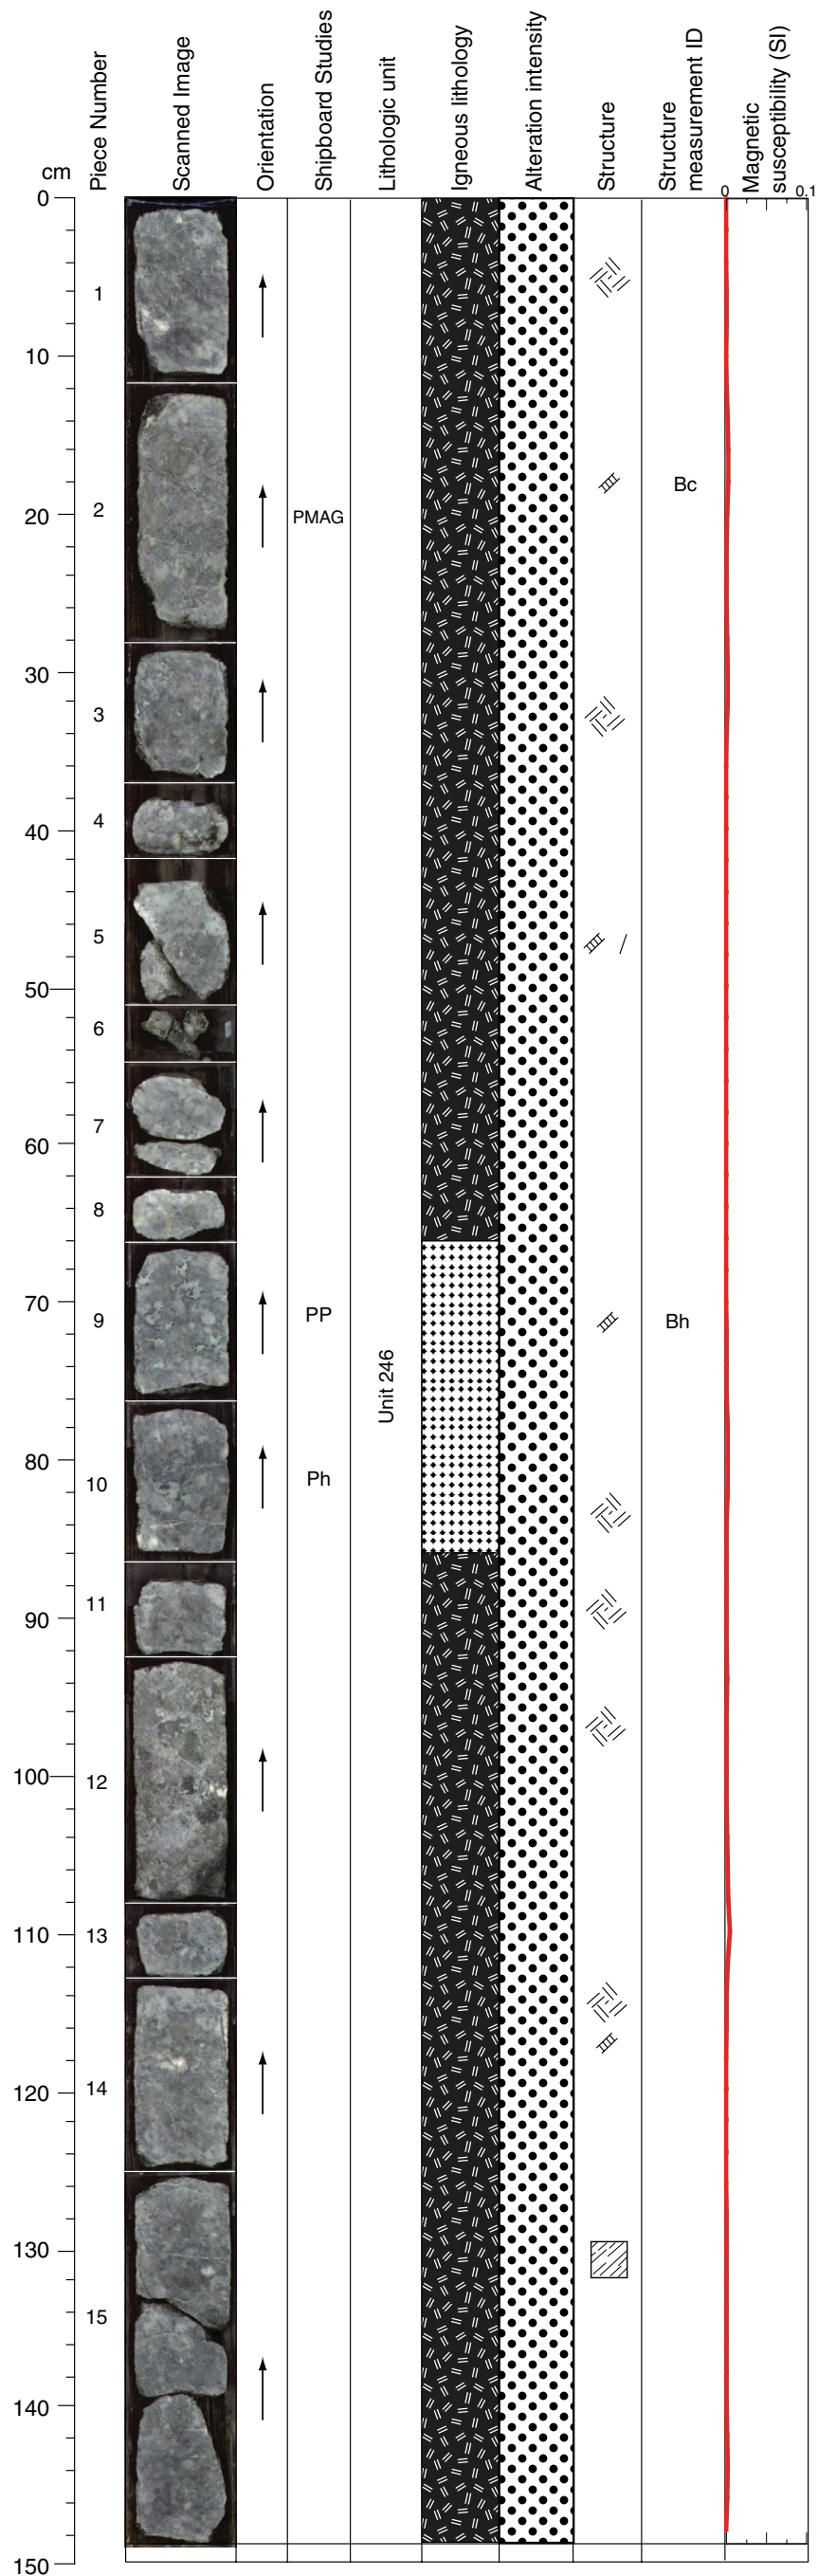 cm
Piece Number
Scanned Image
Orientation
Shipboard Studies
Lithologic unit
Igneous lithology
Alteration intensity
Structure
Structure
measurement ID
Magnetic
susceptibility (SI)
0 0.1
0
1
10
2 PMAG Bc
20
30
3
4
40
5
50
6
7
60
8
70
9 PP Bh
Unit 246
80
10 Ph
11
90
100
12
110
13
14
120
130
15
140
150